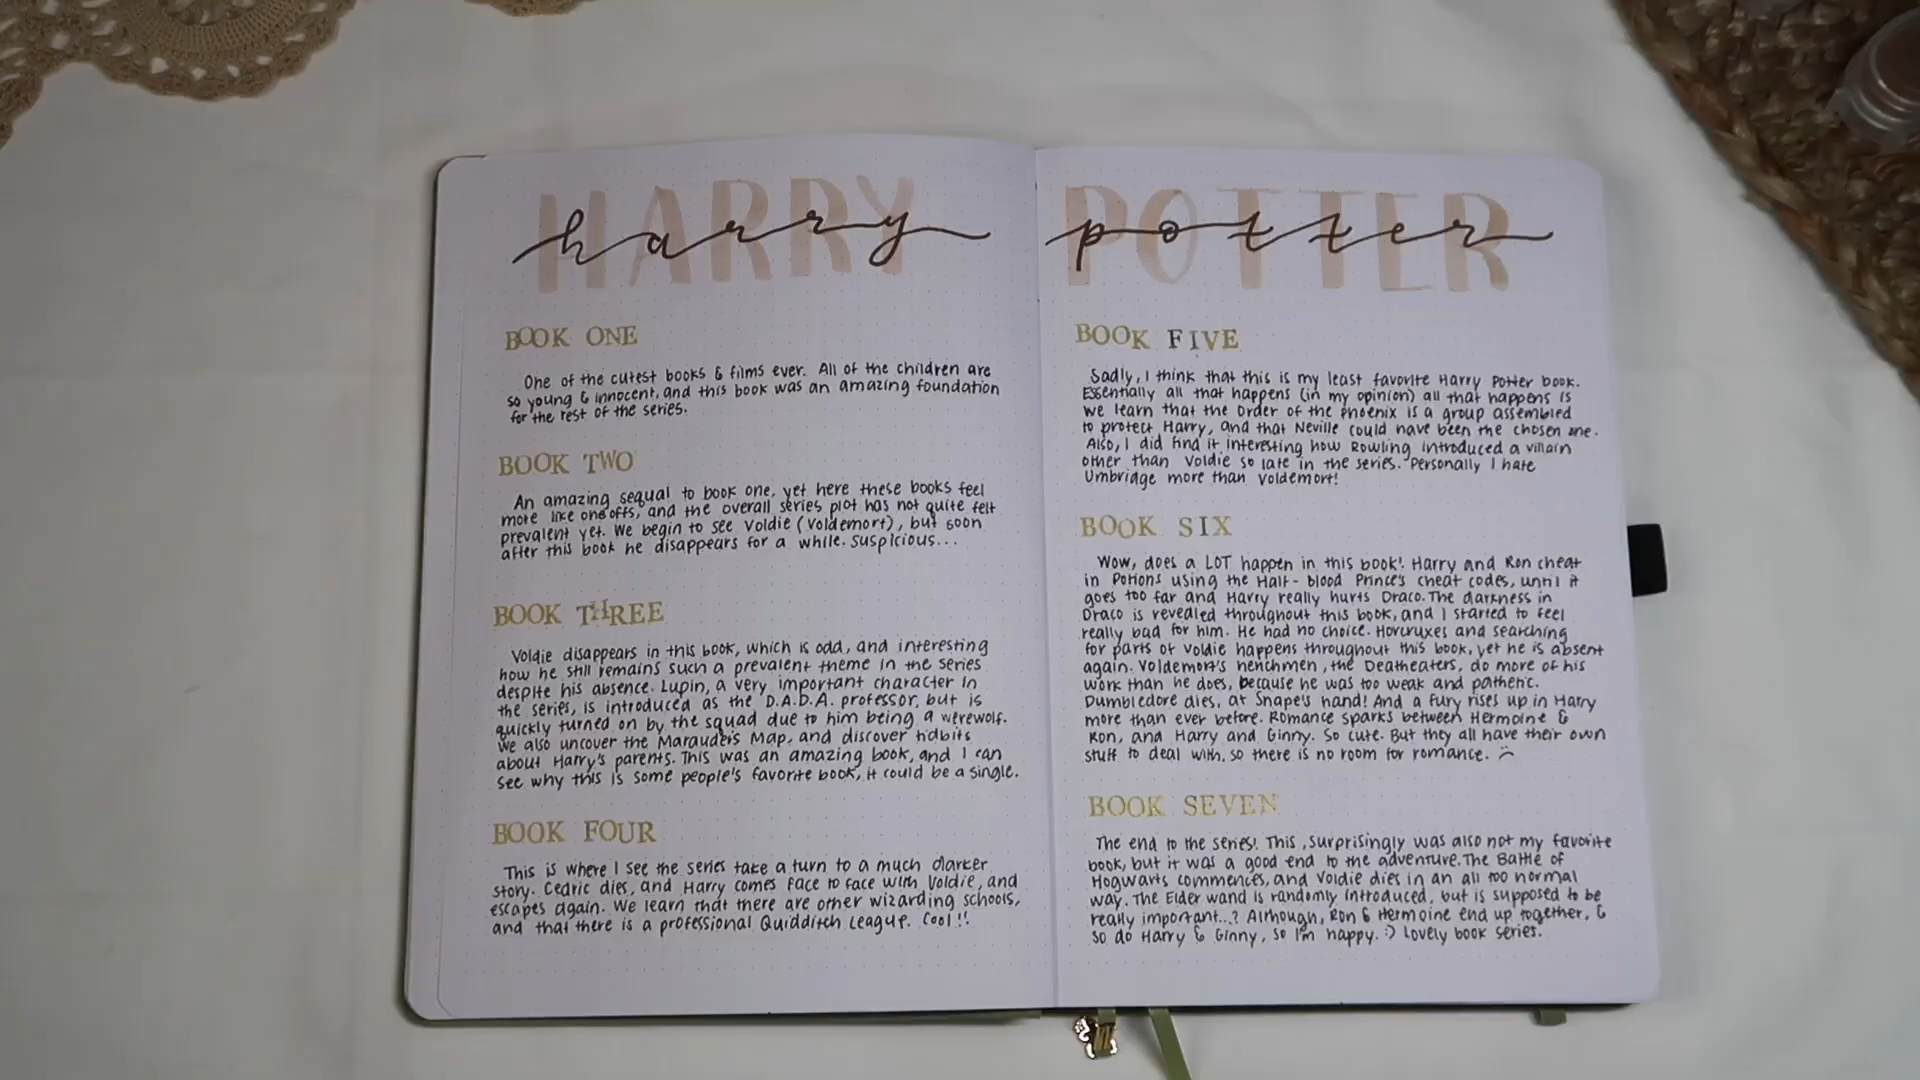 HARRY POTTER
harry potter
BOOK ONE
One of the cutest books & films ever. All of the children are
so young & innocent, and this book was an amazing foundation
for the rest of the series.
BOOK TWO
An amazing sequal to book one, yet here these books feel
more like oneoffs, and the overall series plot has not quite felt
prevalent yet. We begin to see Voldie (Voldemort), but soon
after this book he disappears for a while. suspicious...
BOOK THREE
Voldie disappears in this book, which is odd, and interesting
how he still remains such a prevalent theme in the series
despite his absence. Lupin, a very important character in
the series, is introduced as the D.A.D.A. professor, but is
quickly turned on by the squad due to him being a werewolf.
We also uncover the Marauder's Map, and discover tidbits
about Harry's parents. This was an amazing book, and I can
see why this is some people's favorite book, it could be a single.
BOOK FOUR
This is where I see the series take a turn to a much darker
story. Cedric dies, and Harry comes face to face with Voldie, and
escapes again. We learn that there are other wizarding schools,
and that there is a professional Quidditch League. Cool!!
BOOK FIVE
Sadly, I think that this is my least favorite Harry Potter book.
Essentially all that happens (in my opinion) all that happens is
we learn that the Order of the Phoenix is a group assembled
to protect Harry, and that Neville could have been the chosen one.
Also, I did find it interesting how Rowling introduced a villain
other than Voldie so late in the series. Personally I hate
Umbridge more than Voldemort!
BOOK SIX
Wow, does a LOT happen in this book! Harry and Ron cheat
in Potions using the Half-blood Prince's cheat codes, until it
goes too far and Harry really hurts Draco. The darkness in
Draco is revealed throughout this book, and I started to feel
really bad for him. He had no choice. Horcruxes and searching
for parts of Voldie happens throughout this book, yet he is absent
again. Voldemort's henchmen, the Deatheaters, do more of his
work than he does, because he was too weak and pathetic.
Dumbledore dies, at Snape's hand! And a fury rises up in Harry
more than ever before. Romance sparks between Hermoine &
Ron, and Harry and Ginny. So cute. But they all have their own
stuff to deal with, so there is no room for romance. :(
BOOK SEVEN
The end to the series! This, surprisingly was also not my favorite
book, but it was a good end to the adventure. The Battle of
Hogwarts commences, and Voldie dies in an all too normal
way. The Elder wand is randomly introduced, but is supposed to be
really important...? Although, Ron & Hermoine end up together, &
so do Harry & Ginny, so I'm happy. :) Lovely book series.